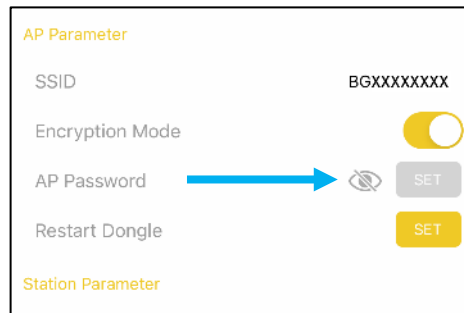 AP Parameter
SSID BGXXXXXXXX
Encryption Mode
AP Password SET
Restart Dongle SET
Station Parameter